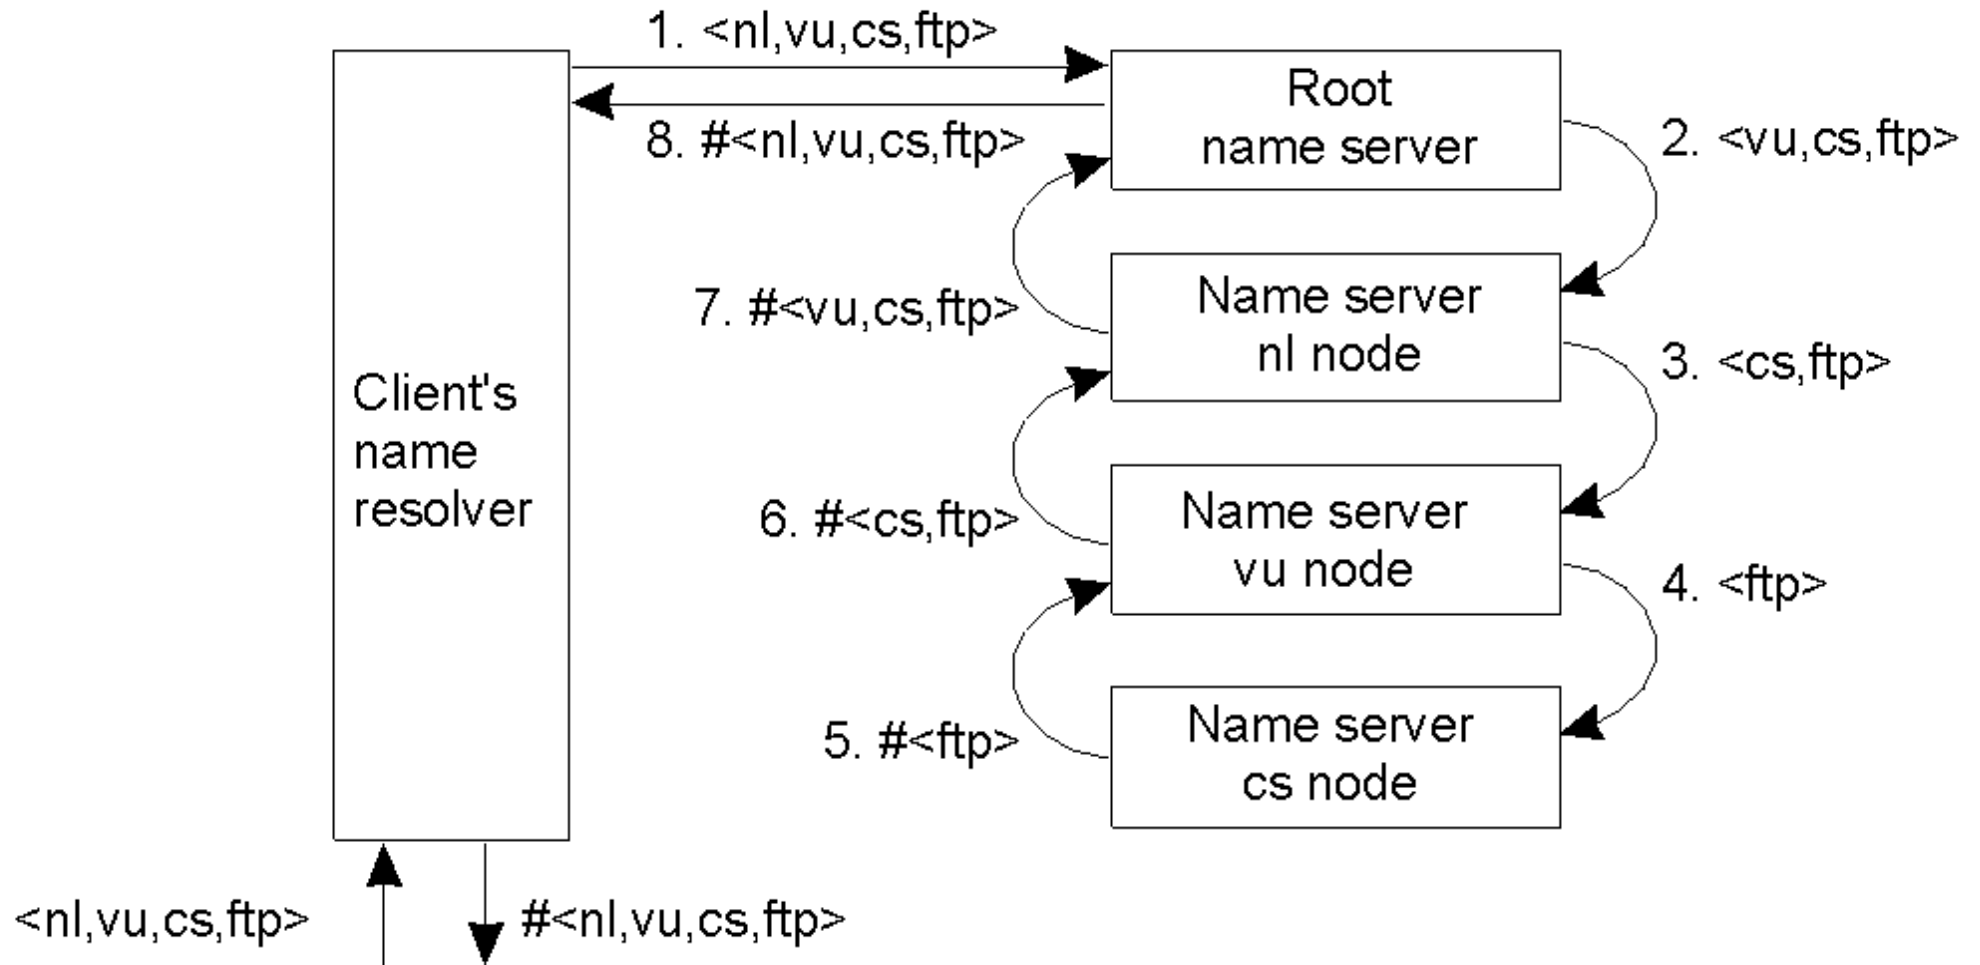 1. <nl,vu,cs,ftp>
Root
name server
8. #<nl,vu,cs,ftp>
2. <vu,cs,ftp>
Name server
nl node
7. #<vu,cs,ftp>
3. <cs,ftp>
Client's
name
resolver
Name server
vu node
6. #<cs,ftp>
4. <ftp>
Name server
cs node
5. #<ftp>
<nl,vu,cs,ftp>
#<nl,vu,cs,ftp>